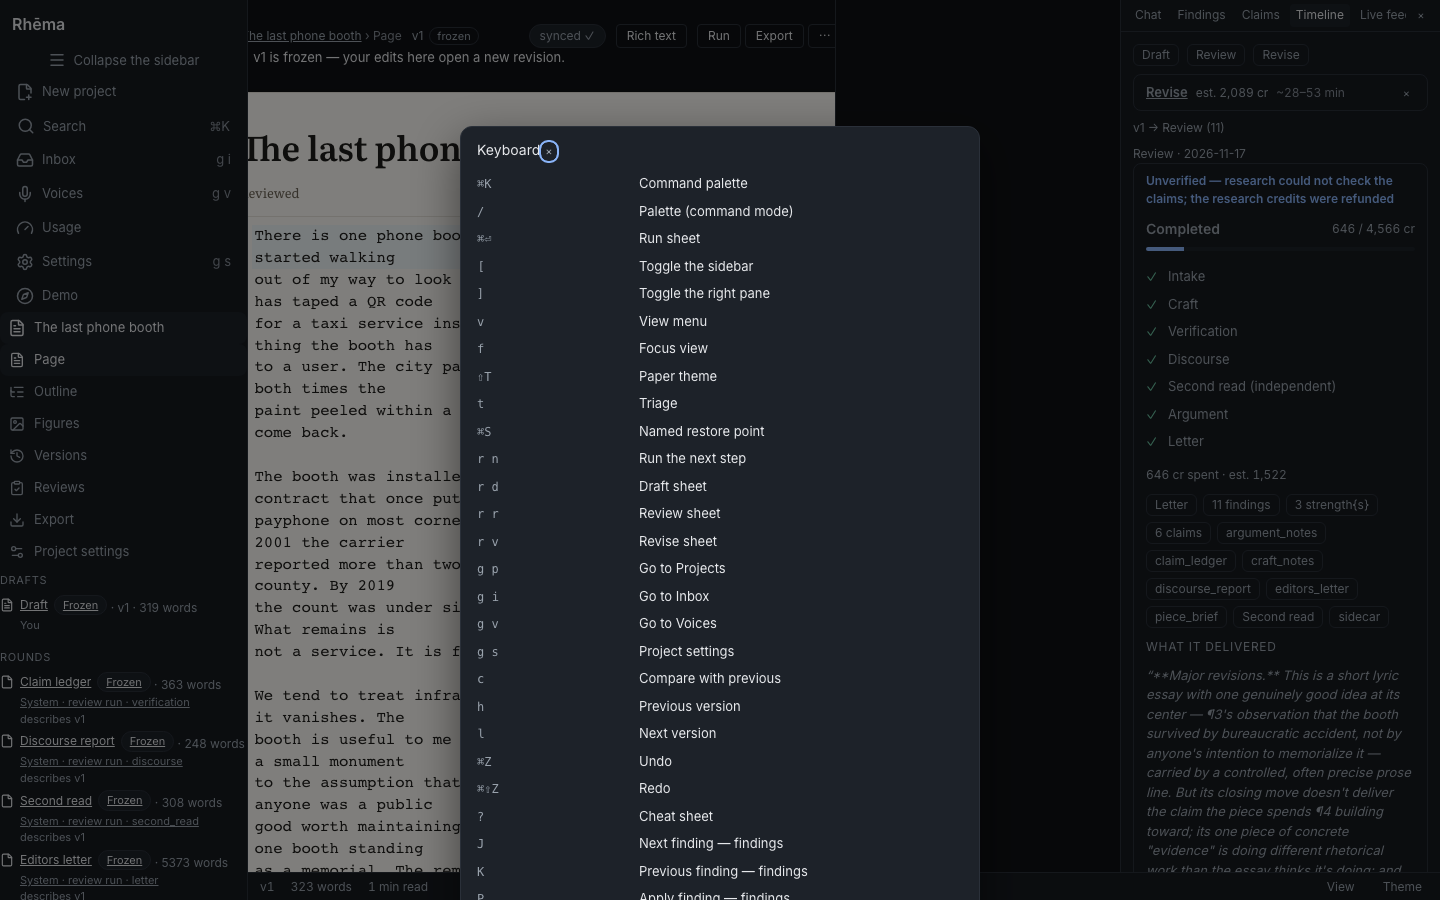 Rhēma
Collapse the sidebar
New project
Search ⌘K
Inbox g i
Voices g v
Usage
Settings g s
Demo
The last phone booth
Page
Outline
Figures
Versions
Reviews
Export
Project settings
DRAFTS
Draft Frozen · v1 · 319 words
You
ROUNDS
Claim ledger Frozen · 363 words
System · review run · verification
describes v1
Discourse report Frozen · 248 words
System · review run · discourse
describes v1
Second read Frozen · 308 words
System · review run · second_read
describes v1
Editors letter Frozen · 5373 words
System · review run · letter
describes v1
he last phone booth › Page v1 frozen synced ✓ Rich text Run Export ···
v1 is frozen — your edits here open a new revision.
The last phon
eviewed
There is one phone boo
started walking
out of my way to look
has taped a QR code
for a taxi service ins
thing the booth has
to a user. The city pa
both times the
paint peeled within a
come back.
The booth was installe
contract that once put
payphone on most corne
2001 the carrier
reported more than two
county. By 2019
the count was under si
What remains is
not a service. It is f
We tend to treat infra
it vanishes. The
booth is useful to me
a small monument
to the assumption that
anyone was a public
good worth maintaining
one booth standing
as a memorial. The rem
v1 323 words 1 min read
Keyboard ×
⌘K Command palette
/ Palette (command mode)
⌘⏎ Run sheet
[ Toggle the sidebar
] Toggle the right pane
v View menu
f Focus view
⇧T Paper theme
t Triage
⌘S Named restore point
r n Run the next step
r d Draft sheet
r r Review sheet
r v Revise sheet
g p Go to Projects
g i Go to Inbox
g v Go to Voices
g s Project settings
c Compare with previous
h Previous version
l Next version
⌘Z Undo
⌘⇧Z Redo
? Cheat sheet
J Next finding — findings
K Previous finding — findings
P Apply finding — findings
Chat Findings Claims Timeline Live fee ×
Draft Review Revise
Revise est. 2,089 cr ~28–53 min ×
v1 → Review (11)
Review · 2026-11-17
Unverified — research could not check the
claims; the research credits were refunded
Completed 646 / 4,566 cr
✓ Intake
✓ Craft
✓ Verification
✓ Discourse
✓ Second read (independent)
✓ Argument
✓ Letter
646 cr spent · est. 1,522
Letter 11 findings 3 strength{s}
6 claims argument_notes
claim_ledger craft_notes
discourse_report editors_letter
piece_brief Second read sidecar
WHAT IT DELIVERED
"**Major revisions.** This is a short lyric
essay with one genuinely good idea at its
center — ¶3's observation that the booth
survived by bureaucratic accident, not by
anyone's intention to memorialize it —
carried by a controlled, often precise prose
line. But its closing move doesn't deliver
the claim the piece spends ¶4 building
toward; its one piece of concrete
"evidence" is doing different rhetorical
work than the essay thinks it's doing; and
View Theme